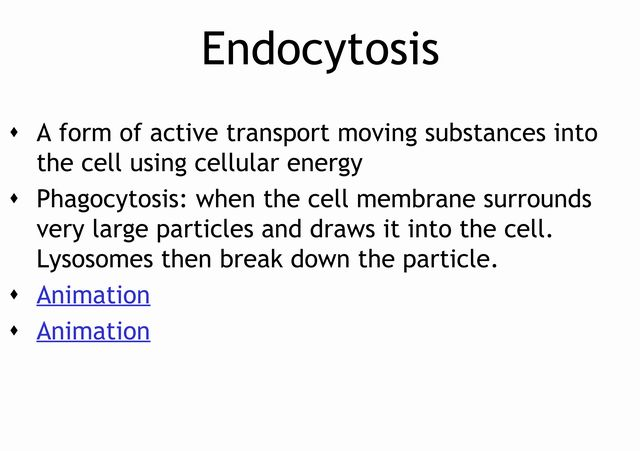 Endocytosis
♦ A form of active transport moving substances into
the cell using cellular energy
♦ Phagocytosis: when the cell membrane surrounds
very large particles and draws it into the cell.
Lysosomes then break down the particle.
♦ Animation
♦ Animation